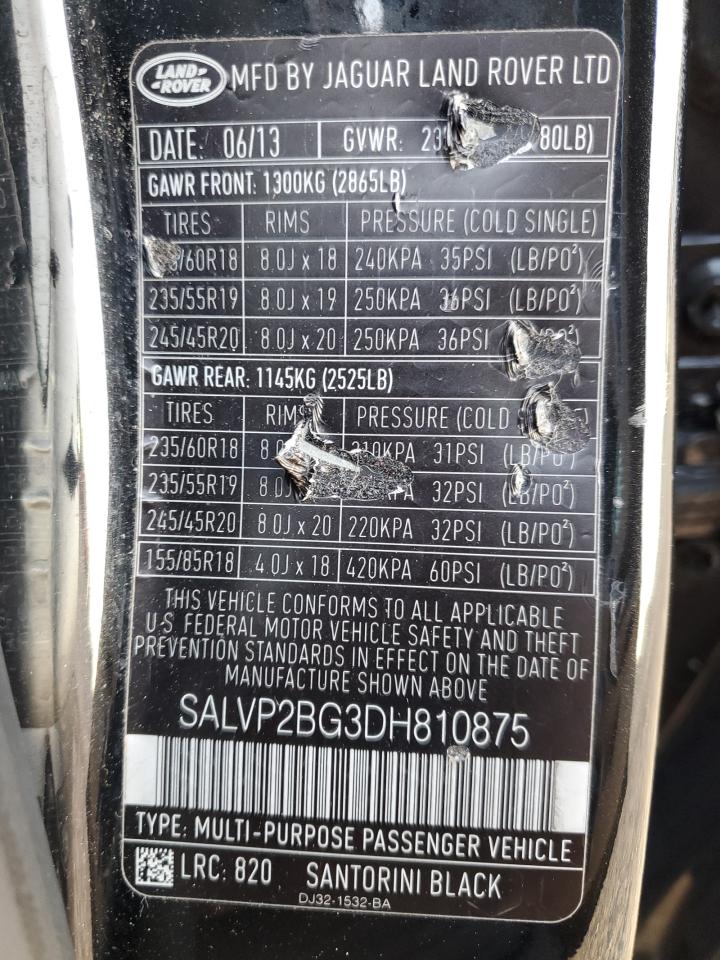 LAND ROVER MFD BY JAGUAR LAND ROVER LTD
DATE: 06/13 GVWR:
GAWR FRONT: 1300KG (2865LB)
TIRES RIMS PRESSURE (COLD SINGLE)
8.0J x 18 240KPA 35PSI (LB/PO²)
235/55R19 8.0J x 19 250KPA 36PSI (LB/PO²)
245/45R20 8.0J x 20 250KPA 36PSI
GAWR REAR: 1145KG (2525LB)
TIRES RIMS PRESSURE (COLD
235/60R18 31PSI (LB/PO²)
235/55R19 32PSI (LB/PO²)
245/45R20 8.0J x 20 220KPA 32PSI (LB/PO²)
155/85R18 4.0J x 18 420KPA 60PSI (LB/PO²)
THIS VEHICLE CONFORMS TO ALL APPLICABLE
U.S. FEDERAL MOTOR VEHICLE SAFETY AND THEFT
PREVENTION STANDARDS IN EFFECT ON THE DATE OF
MANUFACTURE SHOWN ABOVE
SALVP2BG3DH810875
TYPE: MULTI-PURPOSE PASSENGER VEHICLE
LRC: 820 SANTORINI BLACK
DJ32-1532-BA